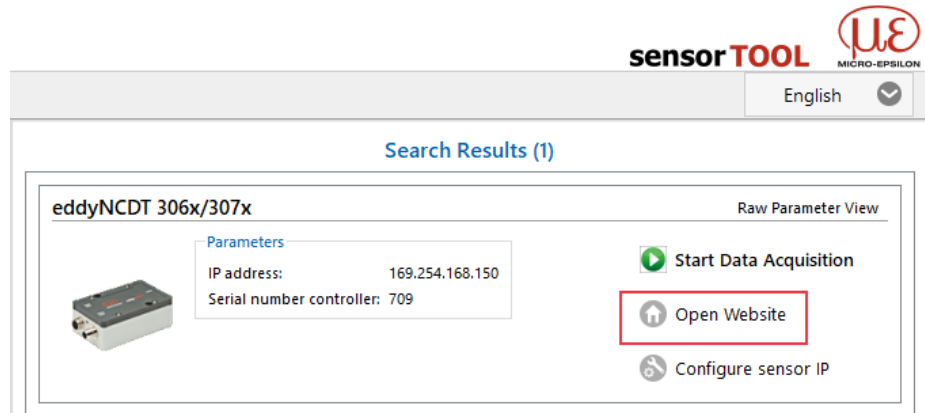 sensorTOOL
με
MICRO-EPSILON
English
Search Results (1)
eddyNCDT 306x/307x
Raw Parameter View
Parameters
IP address: 169.254.168.150
Serial number controller: 709
Start Data Acquisition
Open Website
Configure sensor IP